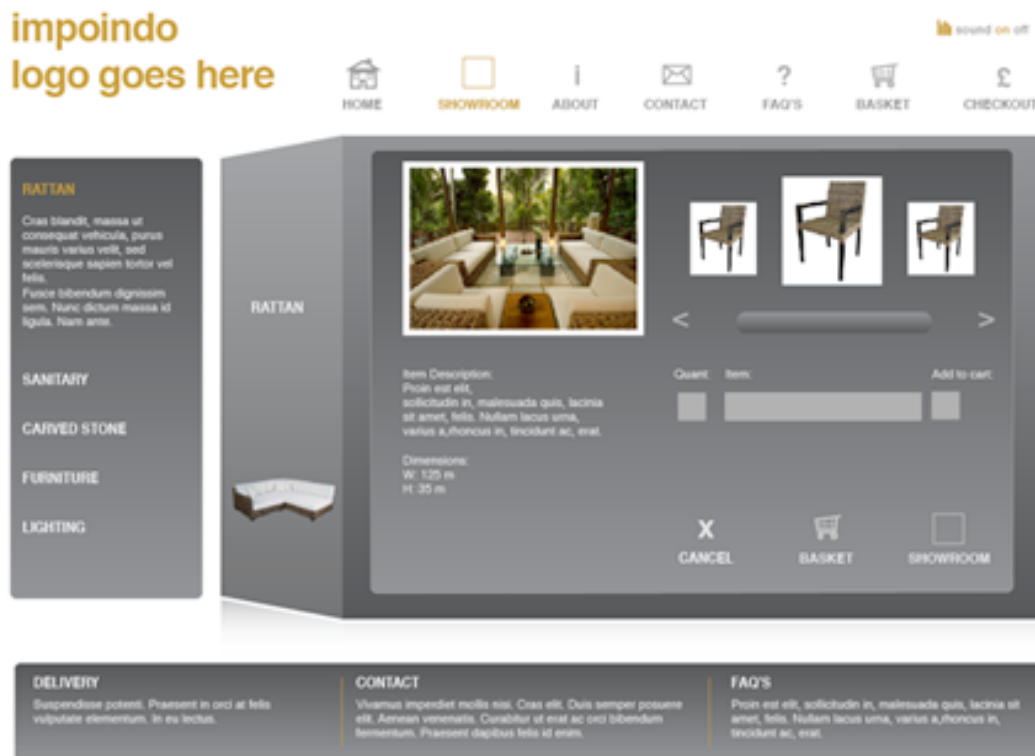 impoindo
logo goes here
sound on off
HOME
SHOWROOM
ABOUT
CONTACT
FAQ'S
BASKET
CHECKOUT
RATTAN
Cras blandit, massa ut
consequat vehicula, purus
mauris varius velit, sed
scelerisque sapien tortor vel
felis.
Fusce bibendum dignissim
sem. Nunc dictum massa id
ligula. Nam ante.
SANITARY
CARVED STONE
FURNITURE
LIGHTING
RATTAN
<
>
Item Description:
Proin est elit,
sollicitudin in, malesuada quis, lacinia
sit amet, felis. Nullam lacus urna,
varius a,rhoncus in, tincidunt ac, erat.
Dimensions:
W: 125 m
H: 35 m
Quant:
Item:
Add to cart:
X
CANCEL
BASKET
SHOWROOM
DELIVERY
Suspendisse potenti. Praesent in orci at felis
vulputate elementum. In eu lectus.
CONTACT
Vivamus imperdiet mollis nisi. Cras elit. Duis semper posuere
elit. Aenean venenatis. Curabitur ut erat ac orci bibendum
fermentum. Praesent dapibus felis id enim.
FAQ'S
Proin est elit, sollicitudin in, malesuada quis, lacinia sit
amet, felis. Nullam lacus urna, varius a,rhoncus in,
tincidunt ac, erat.